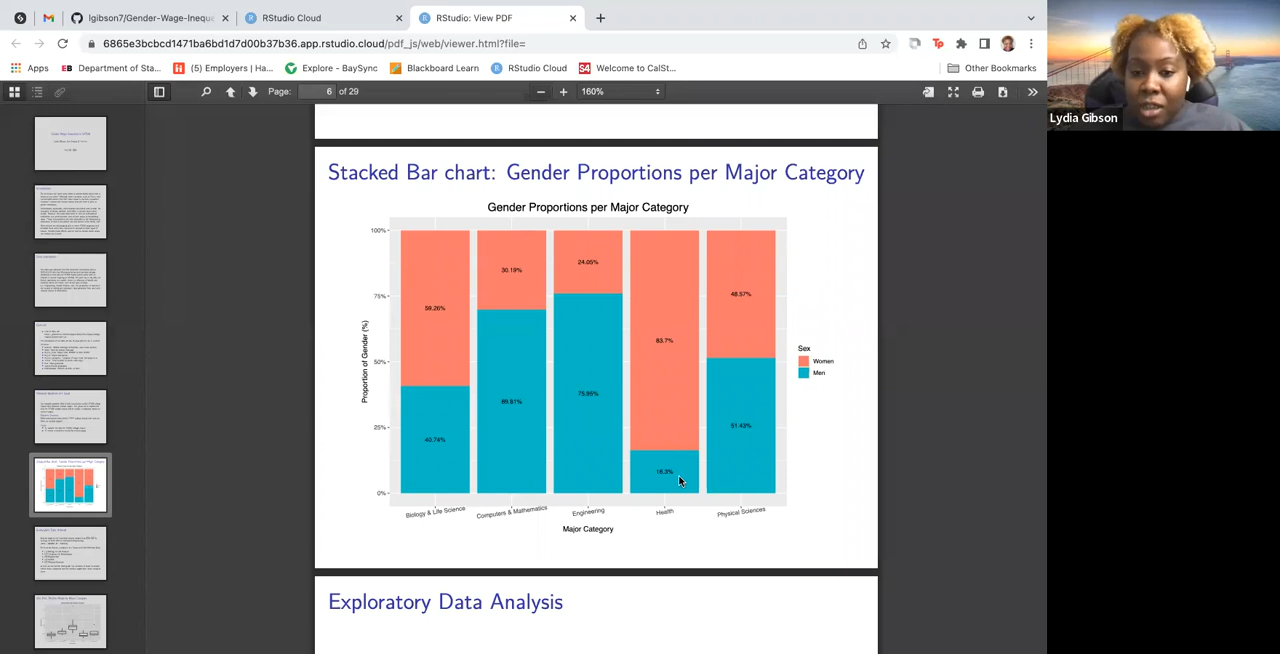 lgibson7/Gender-Wage-Inequ
RStudio Cloud
RStudio: View PDF
6865e3bcbcd1471ba6bd1d7d00b37b36.app.rstudio.cloud/pdf_js/web/viewer.html?file=
Apps
EB Department of Sta...
(5) Employers | Ha...
Explore - BaySync
Blackboard Learn
RStudio Cloud
S4 Welcome to CalSt...
Other Bookmarks
Page: 6 of 29
160%
Lydia Gibson
Stacked Bar chart: Gender Proportions per Major Category
Gender Proportions per Major Category
Proportion of Gender (%)
100%
75%
50%
25%
0%
59.26%
30.19%
24.05%
83.7%
48.57%
40.74%
69.81%
75.95%
16.3%
51.43%
Sex
Women
Men
Biology & Life Science
Computers & Mathematics
Engineering
Health
Physical Sciences
Major Category
Exploratory Data Analysis